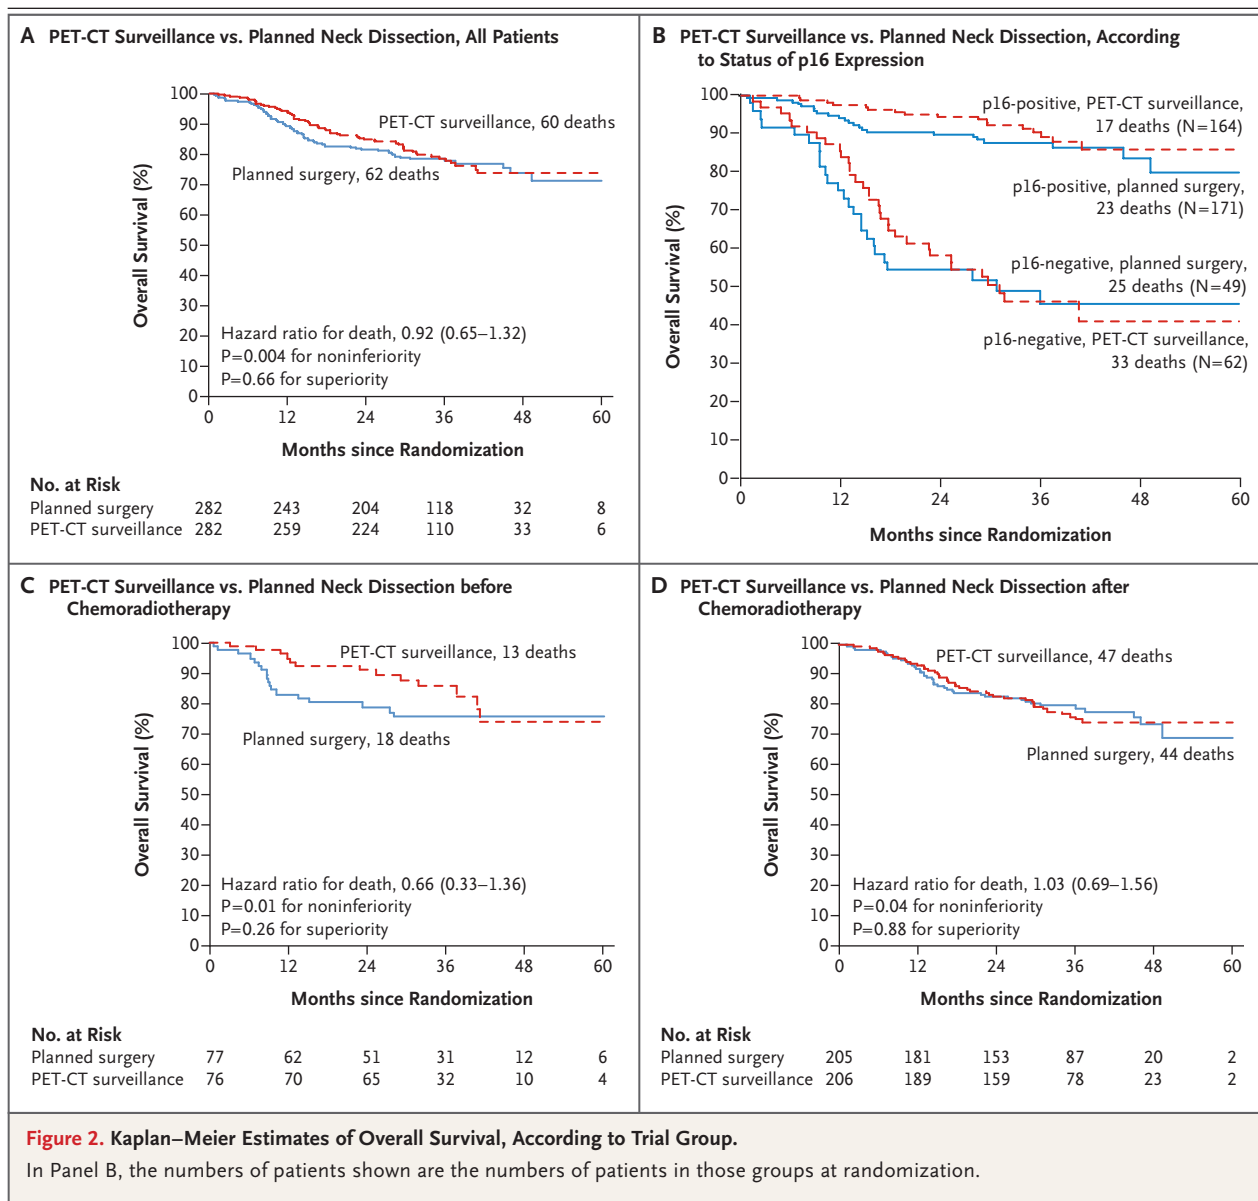 A PET-CT Surveillance vs. Planned Neck Dissection, All Patients
Overall Survival (%)
100
90
80
70
60
50
40
30
20
10
0
PET-CT surveillance, 60 deaths
Planned surgery, 62 deaths
Hazard ratio for death, 0.92 (0.65–1.32)
P=0.004 for noninferiority
P=0.66 for superiority
0 12 24 36 48 60
Months since Randomization
No. at Risk
Planned surgery 282 243 204 118 32 8
PET-CT surveillance 282 259 224 110 33 6
B PET-CT Surveillance vs. Planned Neck Dissection, According
to Status of p16 Expression
Overall Survival (%)
100
90
80
70
60
50
40
30
20
10
0
p16-positive, PET-CT surveillance,
17 deaths (N=164)
p16-positive, planned surgery,
23 deaths (N=171)
p16-negative, planned surgery,
25 deaths (N=49)
p16-negative, PET-CT surveillance,
33 deaths (N=62)
0 12 24 36 48 60
Months since Randomization
C PET-CT Surveillance vs. Planned Neck Dissection before
Chemoradiotherapy
Overall Survival (%)
100
90
80
70
60
50
40
30
20
10
0
PET-CT surveillance, 13 deaths
Planned surgery, 18 deaths
Hazard ratio for death, 0.66 (0.33–1.36)
P=0.01 for noninferiority
P=0.26 for superiority
0 12 24 36 48 60
Months since Randomization
No. at Risk
Planned surgery 77 62 51 31 12 6
PET-CT surveillance 76 70 65 32 10 4
D PET-CT Surveillance vs. Planned Neck Dissection after
Chemoradiotherapy
Overall Survival (%)
100
90
80
70
60
50
40
30
20
10
0
PET-CT surveillance, 47 deaths
Planned surgery, 44 deaths
Hazard ratio for death, 1.03 (0.69–1.56)
P=0.04 for noninferiority
P=0.88 for superiority
0 12 24 36 48 60
Months since Randomization
No. at Risk
Planned surgery 205 181 153 87 20 2
PET-CT surveillance 206 189 159 78 23 2
Figure 2. Kaplan–Meier Estimates of Overall Survival, According to Trial Group.
In Panel B, the numbers of patients shown are the numbers of patients in those groups at randomization.